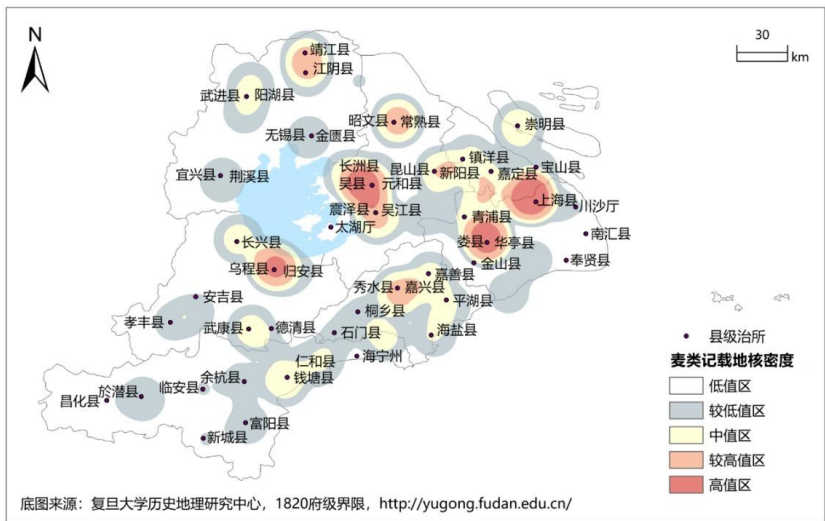 N
30
km
靖江县
江阴县
武进县 阳湖县
昭文县 常熟县
崇明县
无锡县 金匮县
宜兴县 荆溪县
长洲县
吴县 元和县
昆山县 新阳县
镇洋县
嘉定县
宝山县
上海县
川沙厅
南汇县
奉贤县
震泽县 吴江县
太湖厅
青浦县
娄县 华亭县
金山县
长兴县
乌程县 归安县
嘉善县
秀水县 嘉兴县
平湖县
安吉县
孝丰县
武康县 德清县
桐乡县
石门县
海盐县
海宁州
仁和县
钱塘县
余杭县
临安县
於潜县
昌化县
富阳县
新城县
县级治所
麦类记载地核密度
低值区
较低值区
中值区
较高值区
高值区
底图来源：复旦大学历史地理研究中心，1820府级界限，http://yugong.fudan.edu.cn/